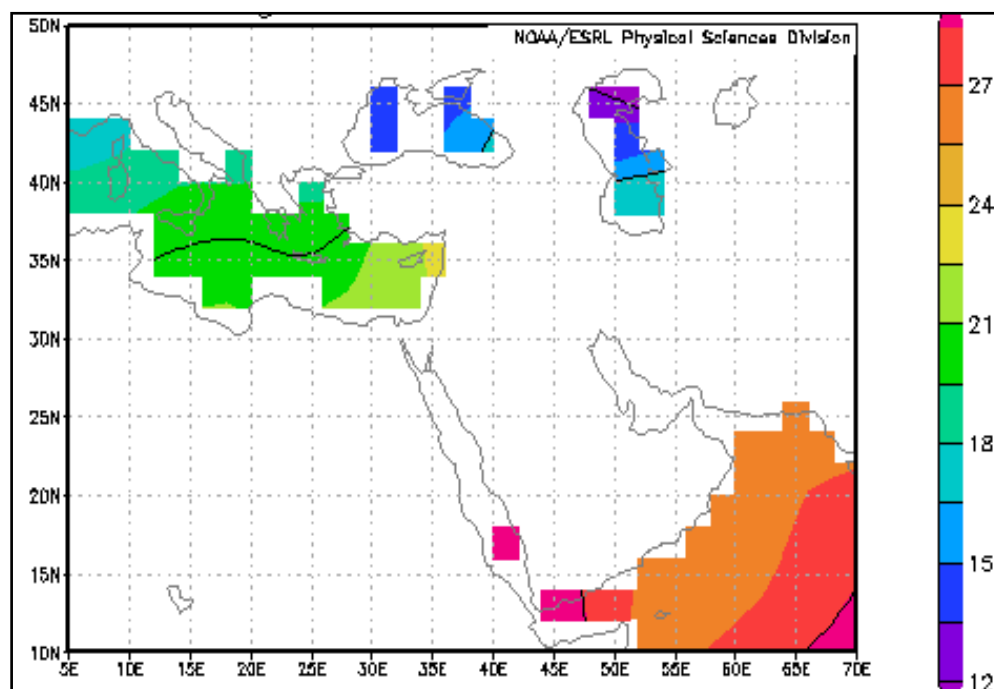 50N
NOAA/ESRL Physical Sciences Division
45N
40N
35N
30N
25N
20N
15N
10N
5E 10E 15E 20E 25E 30E 35E 40E 45E 50E 55E 60E 65E 70E
27
24
21
18
15
12